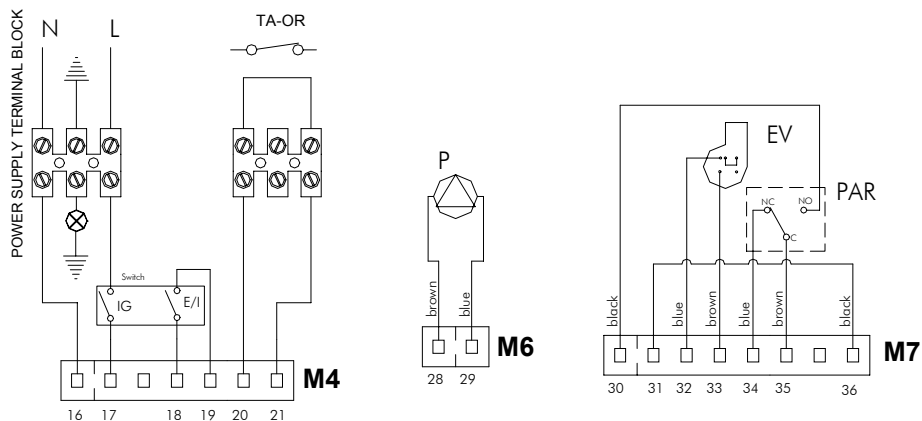 POWER SUPPLY TERMINAL BLOCK
N
L
TA-OR
Switch
IG
E/I
M4
16 17 18 19 20 21
P
brown
blue
M6
28 29
EV
PAR
NC
NO
C
black
blue
brown
blue
brown
black
M7
30 31 32 33 34 35 36